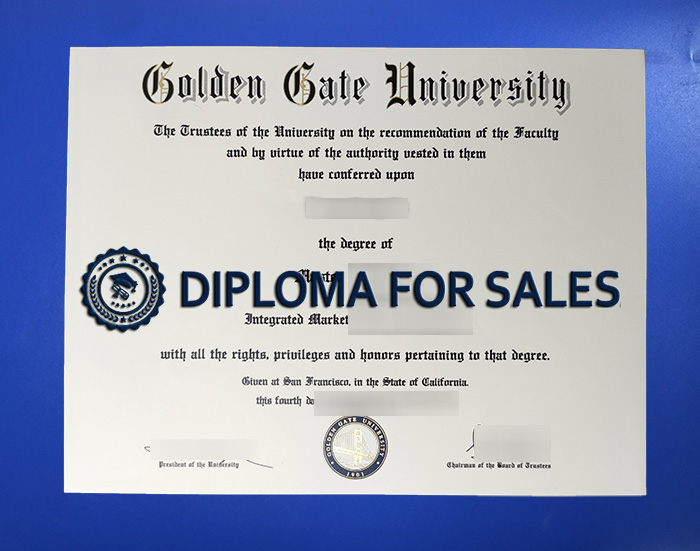 Golden Gate University
The Trustees of the University on the recommendation of the Faculty
and by virtue of the authority vested in them
have conferred upon
the degree of
DIPLOMA FOR SALES
Integrated Market
with all the rights, privileges and honors pertaining to that degree.
Given at San Francisco, in the State of California.
this fourth da
GOLDEN GATE UNIVERSITY
1901
President of the University
Chairman of the Board of Trustees